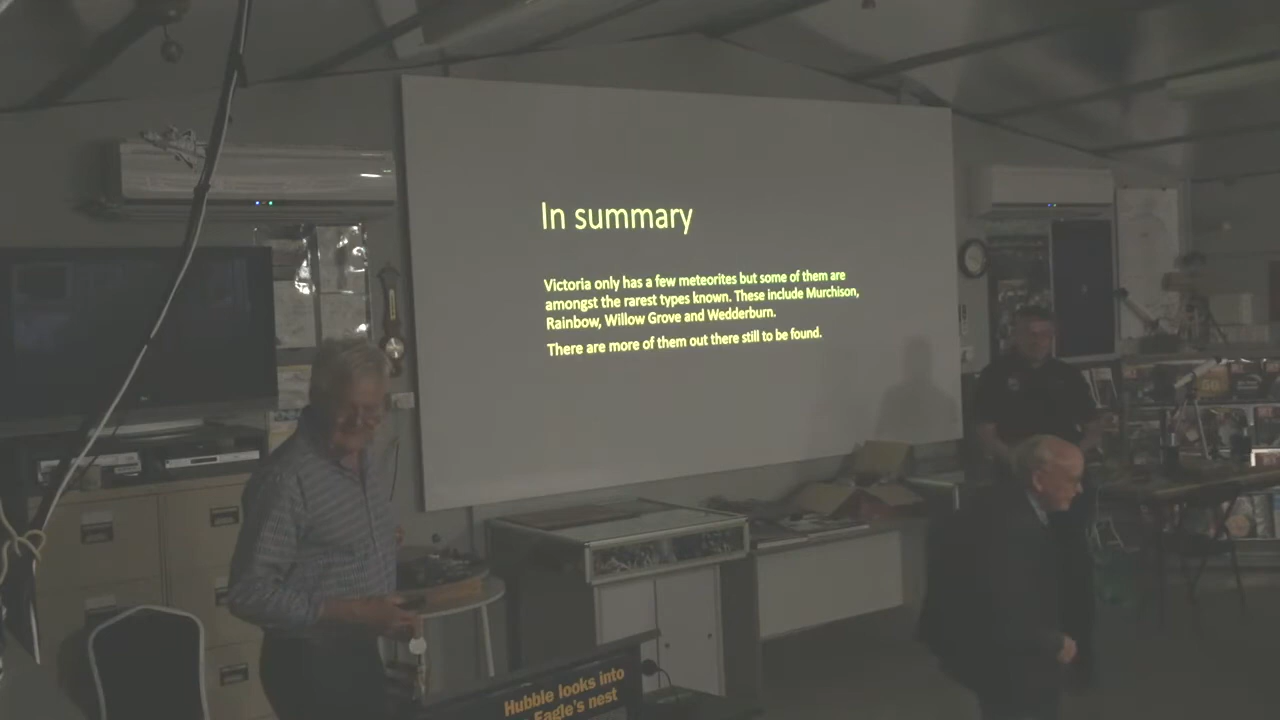 In summary
Victoria only has a few meteorites but some of them are
amongst the rarest types known. These include Murchison,
Rainbow, Willow Grove and Wedderburn.
There are more of them out there still to be found.
Hubble looks into
Eagle's nest